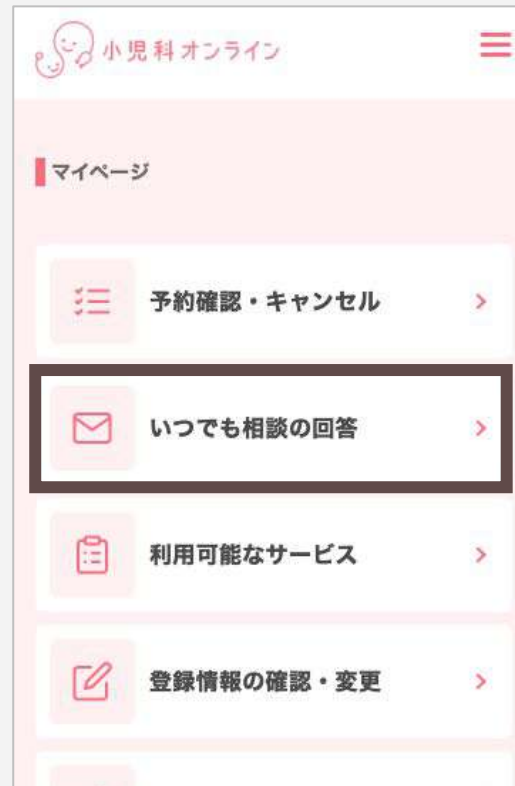 小児科オンライン
マイページ
予約確認・キャンセル
いつでも相談の回答
利用可能なサービス
登録情報の確認・変更